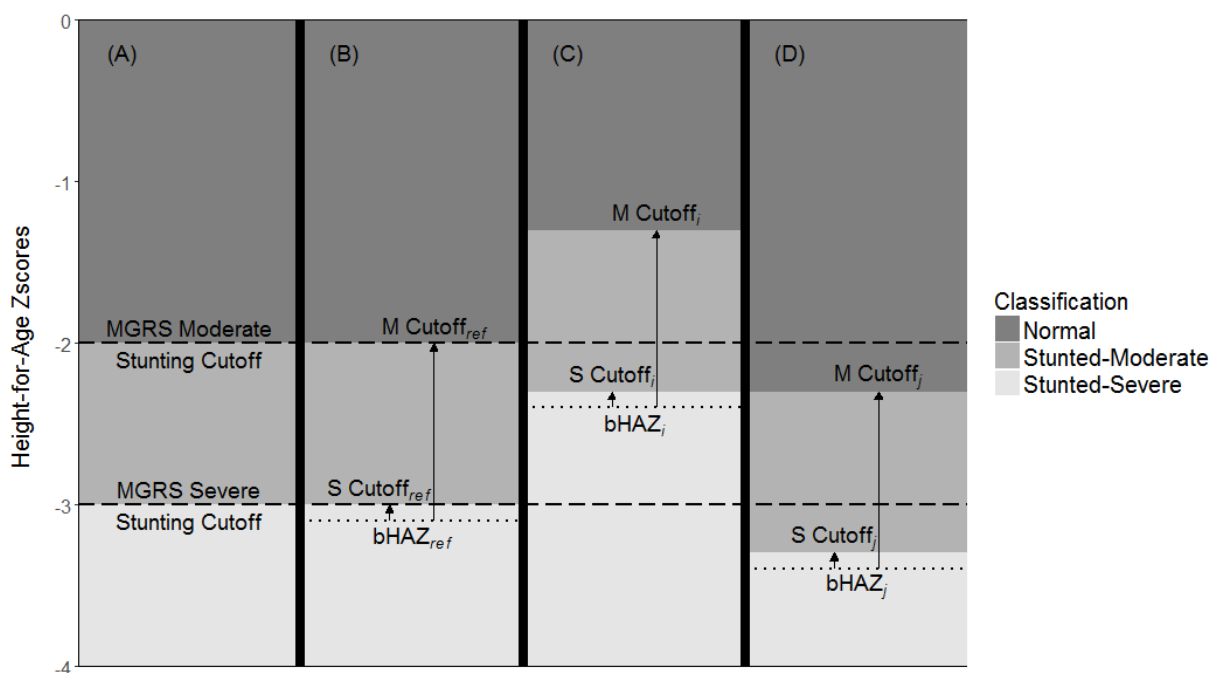 Height-for-Age Zscores
0
-1
-2
-3
-4
(A)
MGRS Moderate
Stunting Cutoff
MGRS Severe
Stunting Cutoff
(B)
M Cutoffref
S Cutoffref
bHAZref
(C)
M Cutoffi
S Cutoffi
bHAZi
(D)
M Cutoffj
S Cutoffj
bHAZj
Classification
Normal
Stunted-Moderate
Stunted-Severe